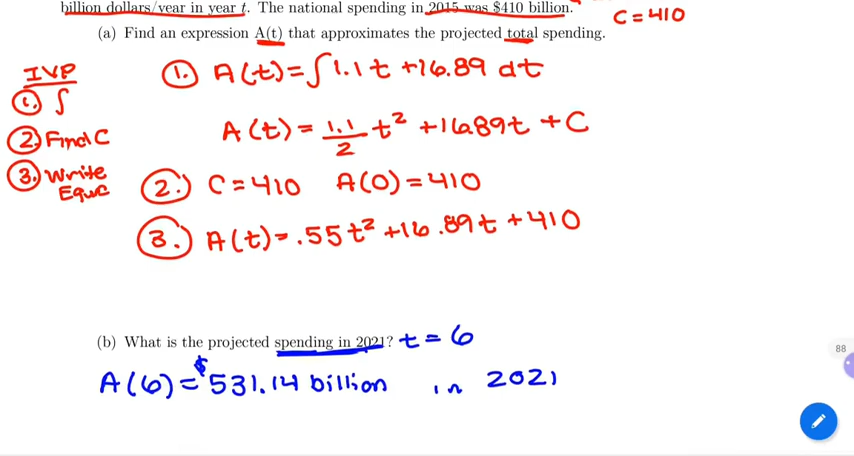 billion dollars/year in year t. The national spending in 2015 was $410 billion.
C = 410
(a) Find an expression A(t) that approximates the projected total spending.
IVP
1. ∫
2. Find C
3. Write Equa
1. A(t) = ∫ 1.1t + 16.89 dt
A(t) = 1.1/2 t² + 16.89t + C
2. C = 410 A(0) = 410
3. A(t) = .55t² + 16.89t + 410
(b) What is the projected spending in 2021? t = 6
A(6) = $531.14 billion in 2021
88